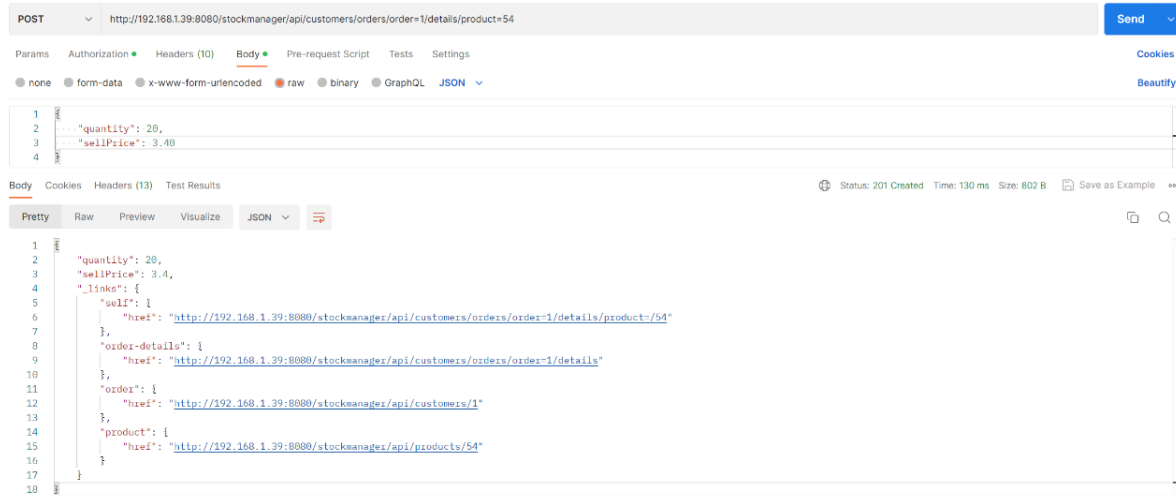 POST http://192.168.1.39:8080/stockmanager/api/customers/orders/order=1/details/product=54 Send
Params Authorization Headers (10) Body Pre-request Script Tests Settings Cookies
none form-data x-www-form-urlencoded raw binary GraphQL JSON Beautify
1 {
2 "quantity": 20,
3 "sellPrice": 3.40
4 }
Body Cookies Headers (13) Test Results Status: 201 Created Time: 130 ms Size: 802 B Save as Example
Pretty Raw Preview Visualize JSON
1 {
2 "quantity": 20,
3 "sellPrice": 3.4,
4 "_links": {
5 "self": {
6 "href": "http://192.168.1.39:8080/stockmanager/api/customers/orders/order=1/details/product=/54"
7 },
8 "order-details": {
9 "href": "http://192.168.1.39:8080/stockmanager/api/customers/orders/order=1/details"
10 },
11 "order": {
12 "href": "http://192.168.1.39:8080/stockmanager/api/customers/1"
13 },
14 "product": {
15 "href": "http://192.168.1.39:8080/stockmanager/api/products/54"
16 }
17 }
18 }